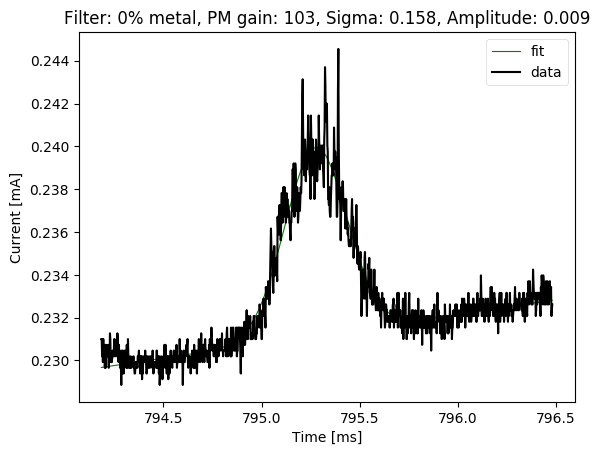 Filter: 0% metal, PM gain: 103, Sigma: 0.158, Amplitude: 0.009
fit
data
0.244
0.242
0.240
0.238
0.236
0.234
0.232
0.230
Current [mA]
794.5 795.0 795.5 796.0 796.5
Time [ms]